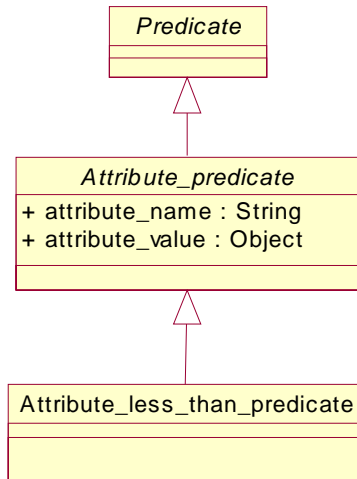 Predicate
Attribute_predicate
+ attribute_name : String
+ attribute_value : Object
Attribute_less_than_predicate